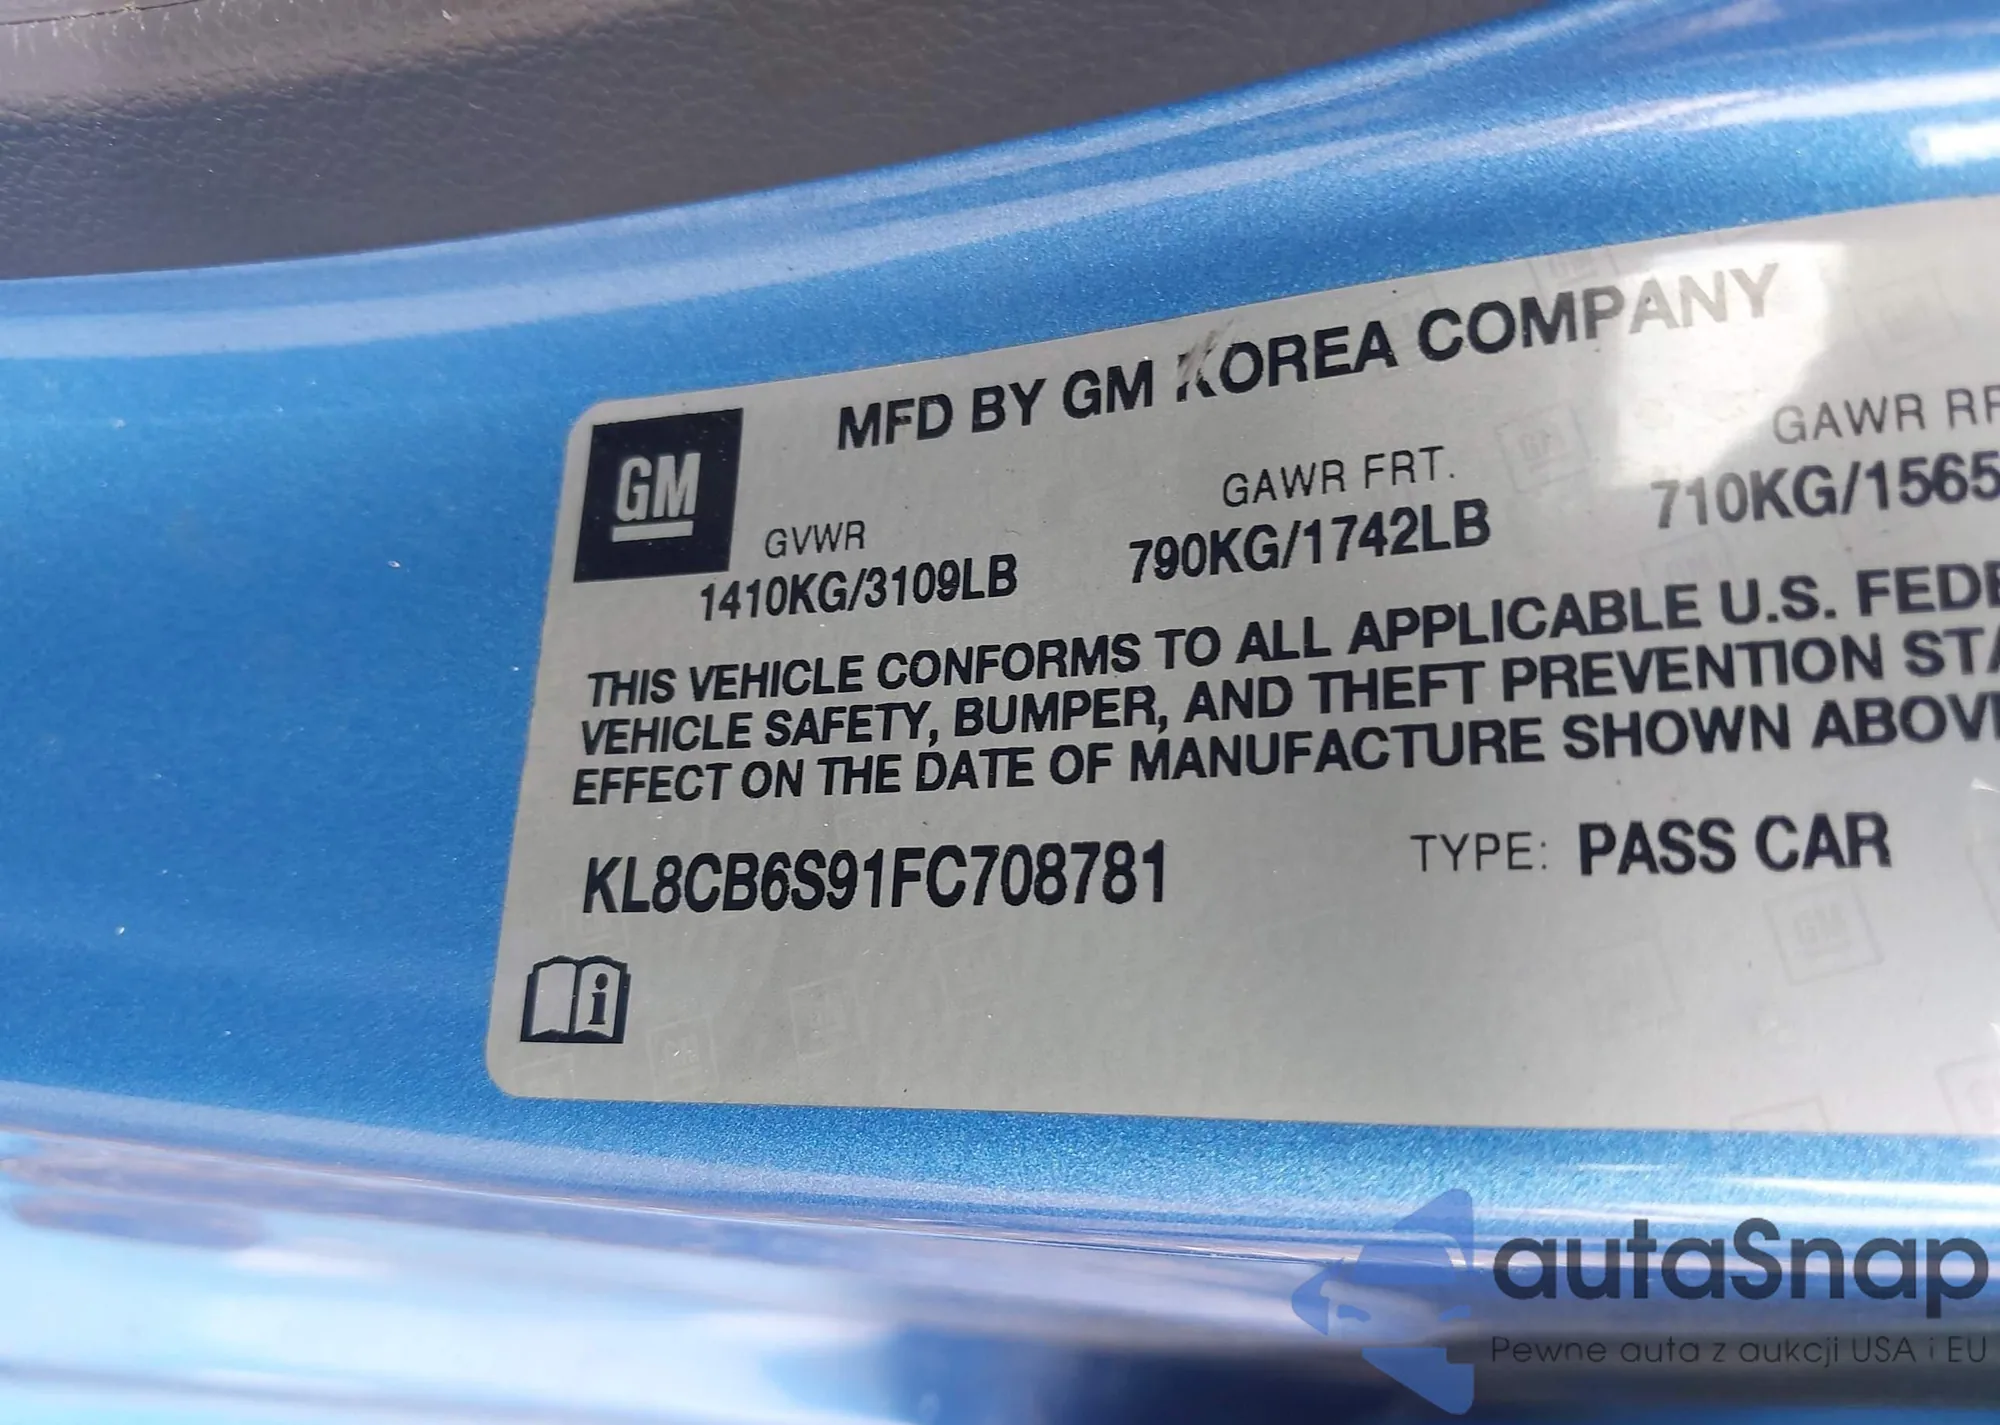 MFD BY GM KOREA COMPANY
GM
GVWR
1410KG/3109LB
GAWR FRT.
790KG/1742LB
GAWR RR
710KG/1565
THIS VEHICLE CONFORMS TO ALL APPLICABLE U.S. FEDE
VEHICLE SAFETY, BUMPER, AND THEFT PREVENTION STA
EFFECT ON THE DATE OF MANUFACTURE SHOWN ABOVE
KL8CB6S91FC708781
TYPE: PASS CAR
i
autaSnap
Pewne auta z aukcji USA i EU